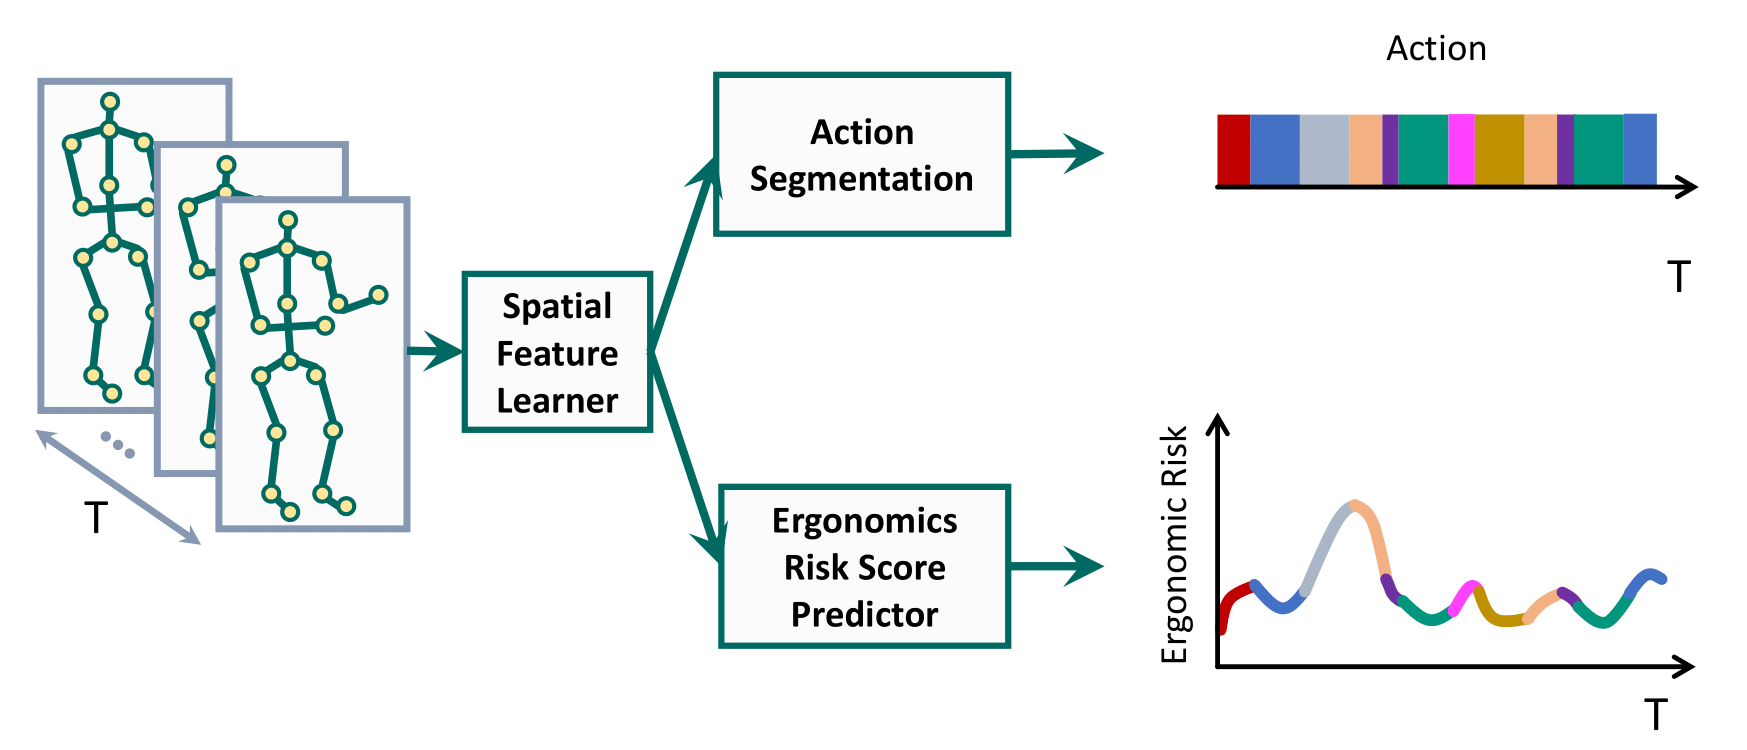 T
Spatial
Feature
Learner
Action
Segmentation
Ergonomics
Risk Score
Predictor
Action
T
Ergonomic Risk
T